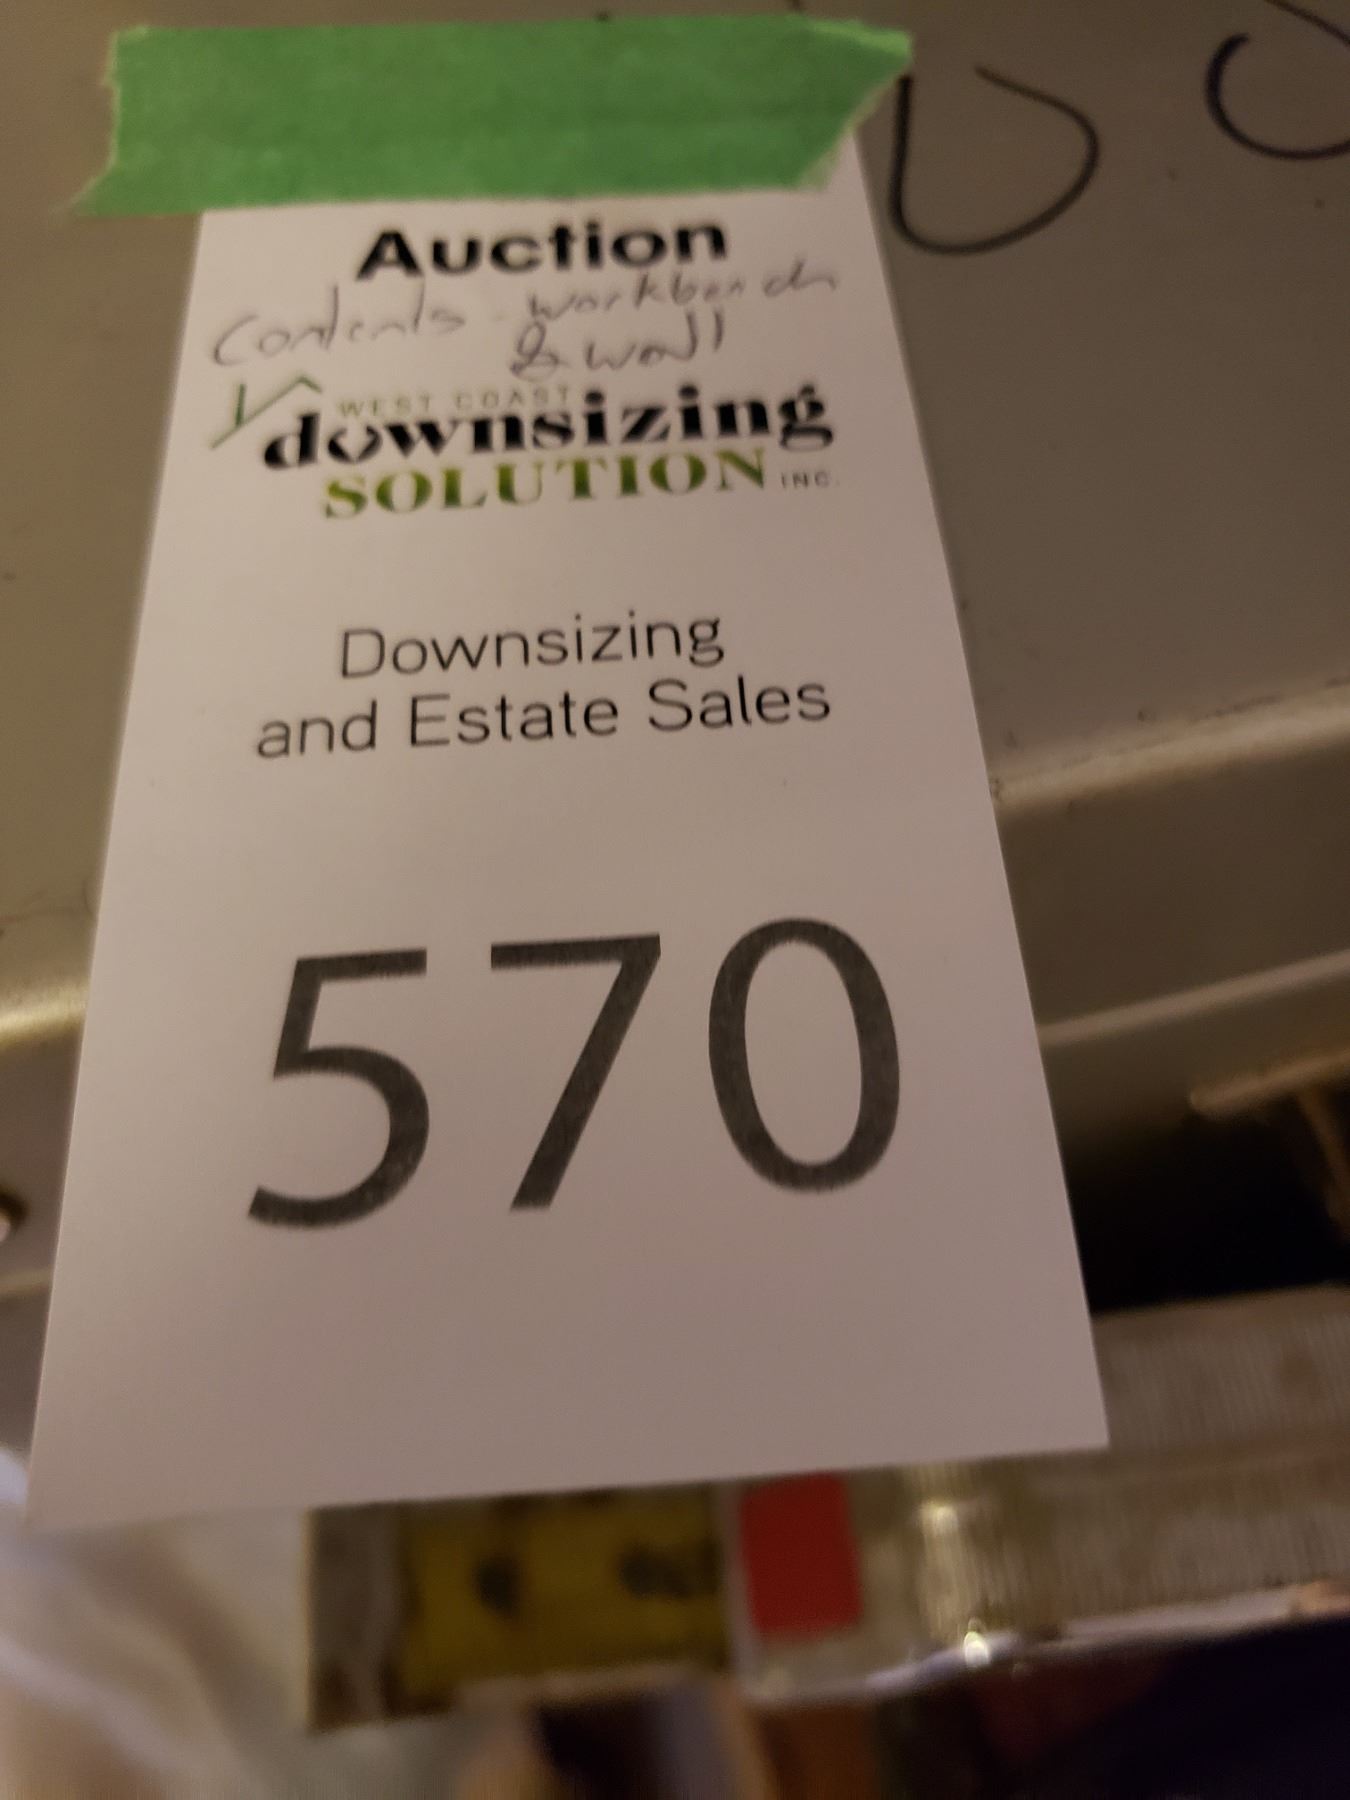 Auction
Contents - workbench
& wall
WEST COAST
downsizing
SOLUTION INC.
Downsizing
and Estate Sales
570